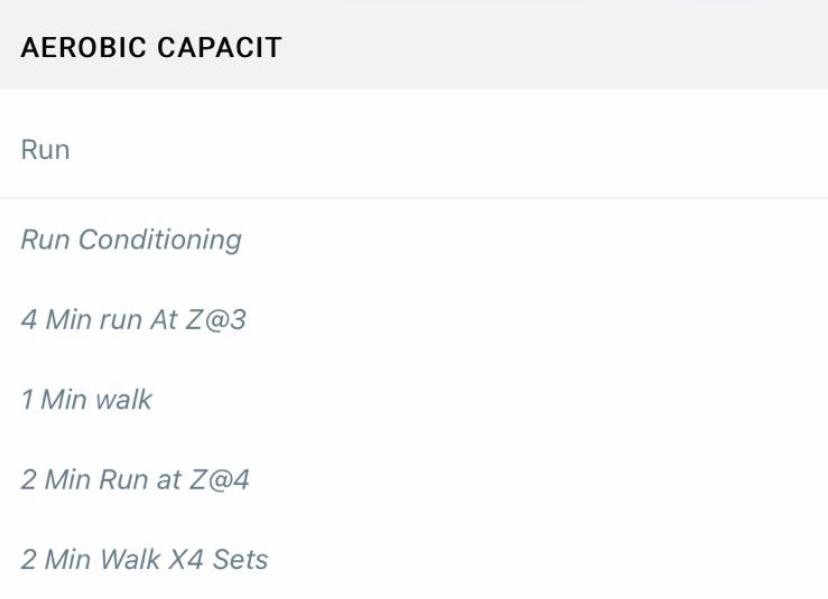 AEROBIC CAPACIT
Run
Run Conditioning
4 Min run At Z@3
1 Min walk
2 Min Run at Z@4
2 Min Walk X4 Sets